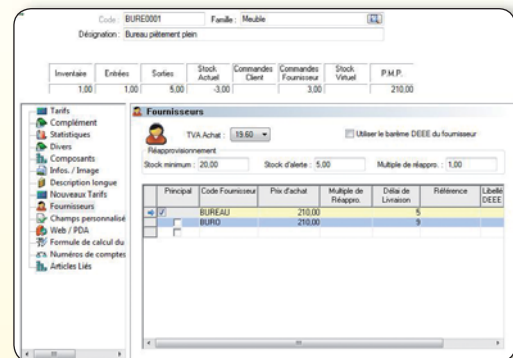 Code : BURE0001 Famille : Meuble
Désignation : Bureau piètement plein
Inventaire Entrées Sorties Stock Actuel Commandes Client Commandes Fournisseur Stock Virtuel P.M.P.
1,00 1,00 5,00 -3,00 3,00 210,00
Tarifs
Complément
Statistiques
Divers
Composants
Infos. / Image
Description longue
Nouveaux Tarifs
Fournisseurs
Champs personnalisé
Web / PDA
Formule de calcul du
Numéros de comptes
Articles Liés
Fournisseurs
TVA Achat : 19.60 Utiliser le barème DEEE du fournisseur
Réapprovisionnement
Stock minimum : 20,00 Stock d'alerte : 5,00 Multiple de réappro. : 1,00
Principal Code Fournisseur Prix d'achat Multiple de Réappro. Délai de Livraison Référence Libellé DEEE
BUREAU 210,00 5
BURO 210,00 9